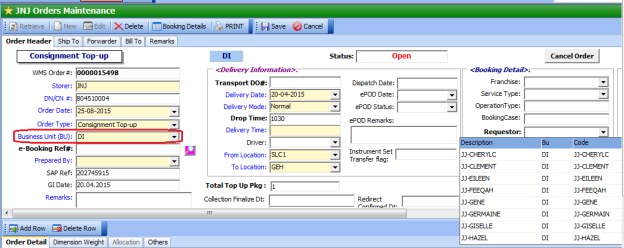 JNJ Orders Maintenance
Retrieve New Edit Delete Booking Details PRINT Save Cancel
Order Header Ship To Forwarder Bill To Remarks
Consignment Top-up DI Status: Open Cancel Order
WMS Order#: 0000015498
Storer: JNJ
DN/CN #: 804510004
Order Date: 25-08-2015
Order Type: Consignment Top-up
Business Unit (BU): DI
e-Booking Ref#:
Prepared By:
SAP Ref: 202745915
GI Date: 20.04.2015
Remarks:
<Delivery Information>.
Transport DO#:
Delivery Date: 20-04-2015
Delivery Mode: Normal
Drop Time: 1030
Delivery Time:
Driver:
From Location: SLC1
To Location: GEH
Total Top Up Pkg : 1
Collection Finalize Dt:
Dispatch Date:
ePOD Date:
ePOD Status:
ePOD Remarks:
Instrument Set
Transfer flag:
Redirect
Confirmed Dt:
<Booking Detail>.
Franchise:
Service Type:
OperationType:
BookingCase:
Requestor:
Description Bu Code
JJ-CHERYLC DI JJ-CHERYLC
JJ-CLEMENT DI JJ-CLEMENT
JJ-EILEEN DI JJ-EILEEN
JJ-FEEQAH DI JJ-FEEQAH
JJ-GENE DI JJ-GENE
JJ-GERMAINE DI JJ-GERMAIN
JJ-GISELLE DI JJ-GISELLE
JJ-HAZEL DI JJ-HAZEL
Add Row Delete Row
Order Detail Dimension Weight Allocation Others